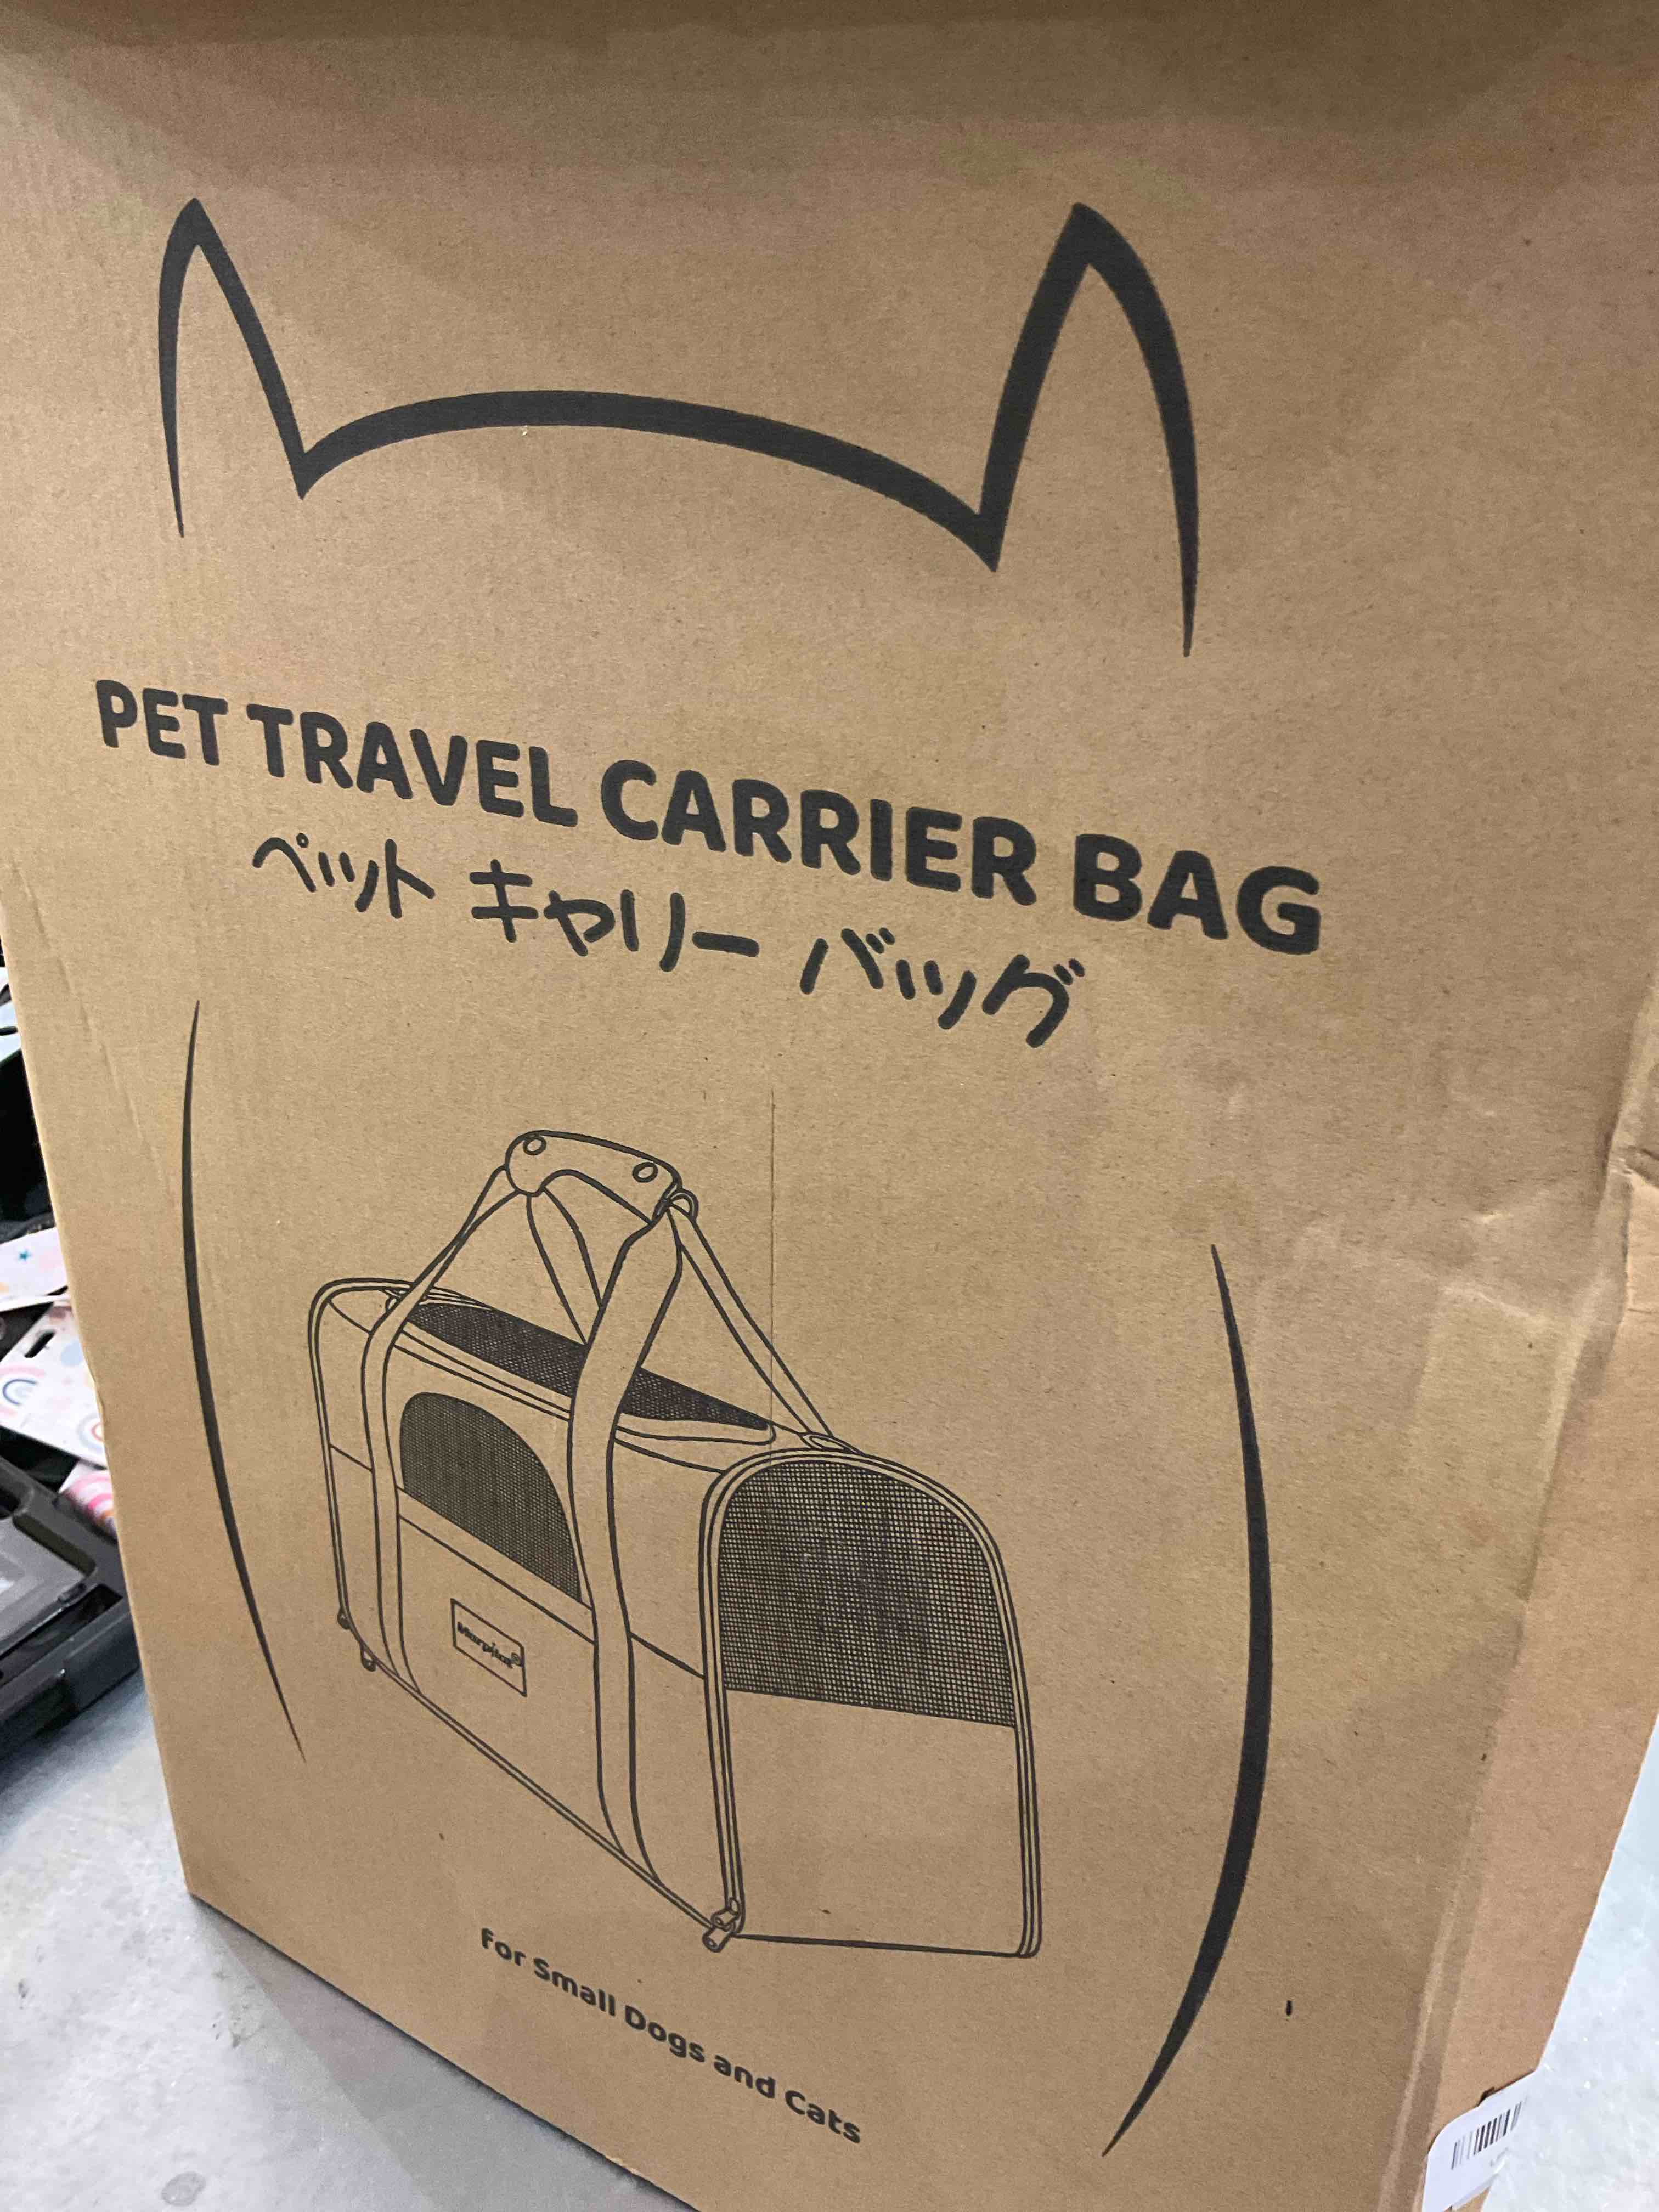 PET TRAVEL CARRIER BAG
ペット キャリー バッグ
Morpilot®
For Small Dogs and Cats